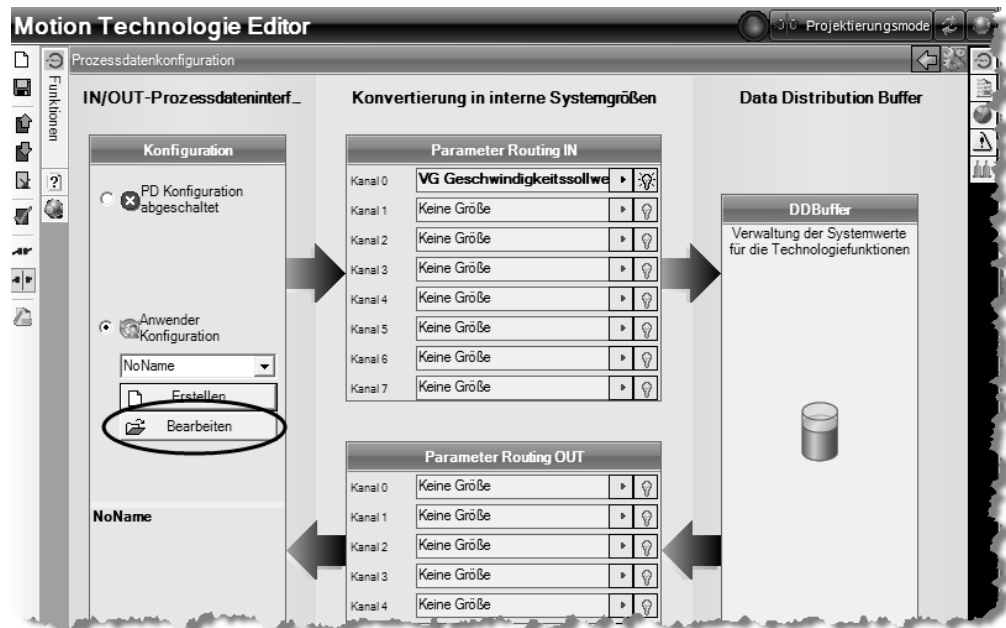 Motion Technologie Editor
Projektierungsmode
Prozessdatenkonfiguration
Funktionen
IN/OUT-Prozessdateninterf_
Konfiguration
PD Konfiguration
abgeschaltet
Anwender
Konfiguration
NoName
Erstellen
Bearbeiten
NoName
Konvertierung in interne Systemgrößen
Parameter Routing IN
Kanal 0 VG Geschwindigkeitssollwe
Kanal 1 Keine Größe
Kanal 2 Keine Größe
Kanal 3 Keine Größe
Kanal 4 Keine Größe
Kanal 5 Keine Größe
Kanal 6 Keine Größe
Kanal 7 Keine Größe
Parameter Routing OUT
Kanal 0 Keine Größe
Kanal 1 Keine Größe
Kanal 2 Keine Größe
Kanal 3 Keine Größe
Kanal 4 Keine Größe
Data Distribution Buffer
DDBuffer
Verwaltung der Systemwerte
für die Technologiefunktionen